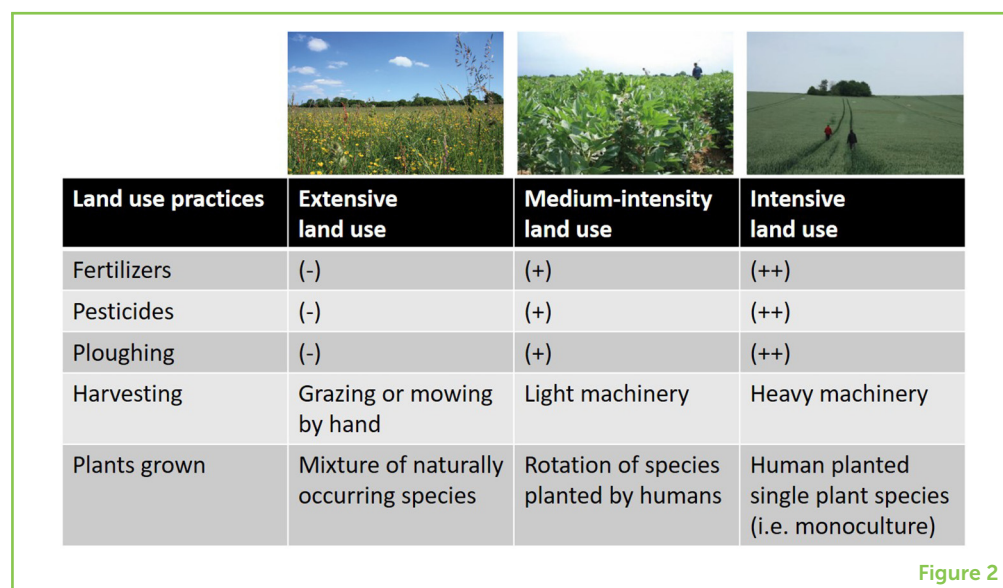 Land use practices
Extensive
land use
Medium-intensity
land use
Intensive
land use
Fertilizers
(-)
(+)
(++)
Pesticides
(-)
(+)
(++)
Ploughing
(-)
(+)
(++)
Harvesting
Grazing or mowing
by hand
Light machinery
Heavy machinery
Plants grown
Mixture of naturally
occurring species
Rotation of species
planted by humans
Human planted
single plant species
(i.e. monoculture)
Figure 2